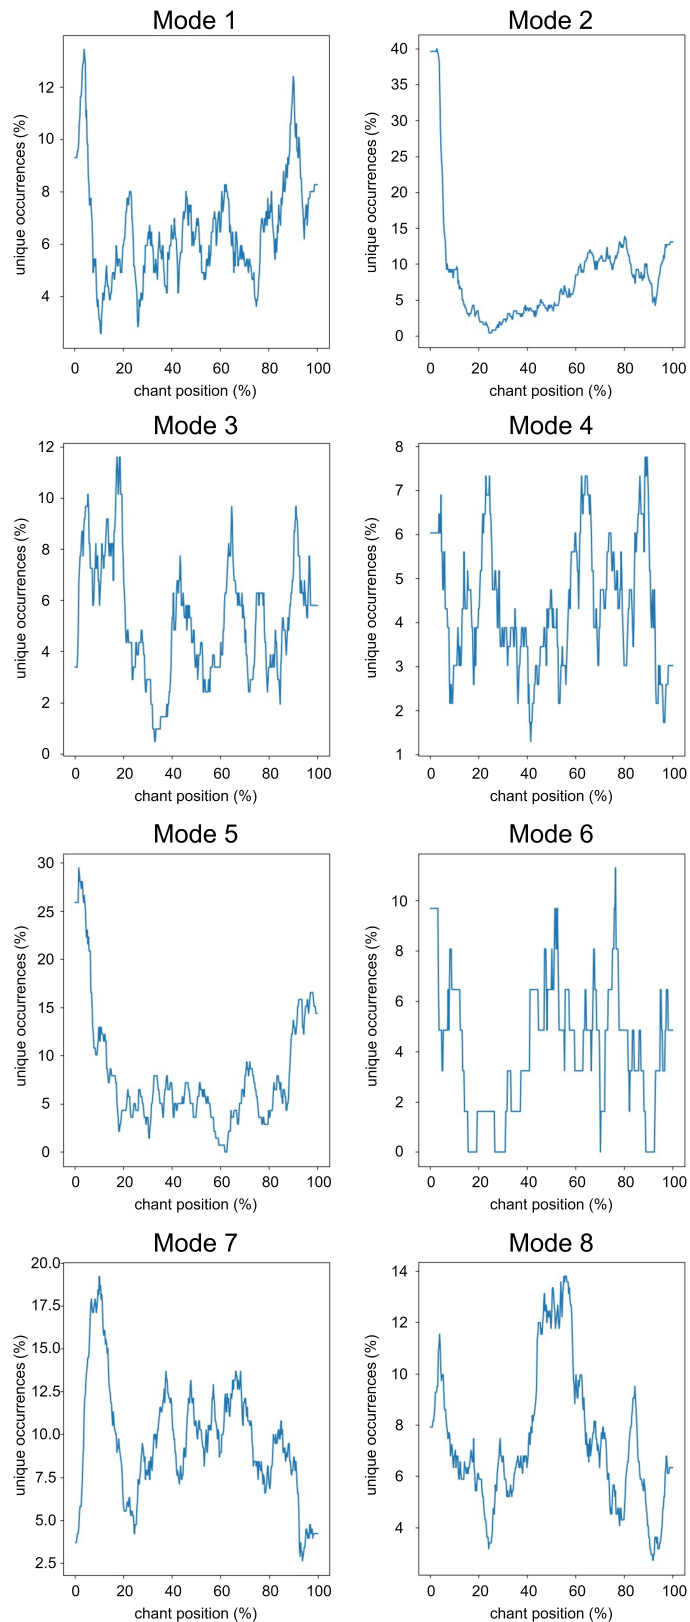 Mode 1
12
10
8
6
4
unique occurrences (%)
0 20 40 60 80 100
chant position (%)
Mode 2
40
35
30
25
20
15
10
5
0
unique occurrences (%)
0 20 40 60 80 100
chant position (%)
Mode 3
12
10
8
6
4
2
0
unique occurrences (%)
0 20 40 60 80 100
chant position (%)
Mode 4
8
7
6
5
4
3
2
1
unique occurrences (%)
0 20 40 60 80 100
chant position (%)
Mode 5
30
25
20
15
10
5
0
unique occurrences (%)
0 20 40 60 80 100
chant position (%)
Mode 6
10
8
6
4
2
0
unique occurrences (%)
0 20 40 60 80 100
chant position (%)
Mode 7
20.0
17.5
15.0
12.5
10.0
7.5
5.0
2.5
unique occurrences (%)
0 20 40 60 80 100
chant position (%)
Mode 8
14
12
10
8
6
4
unique occurrences (%)
0 20 40 60 80 100
chant position (%)